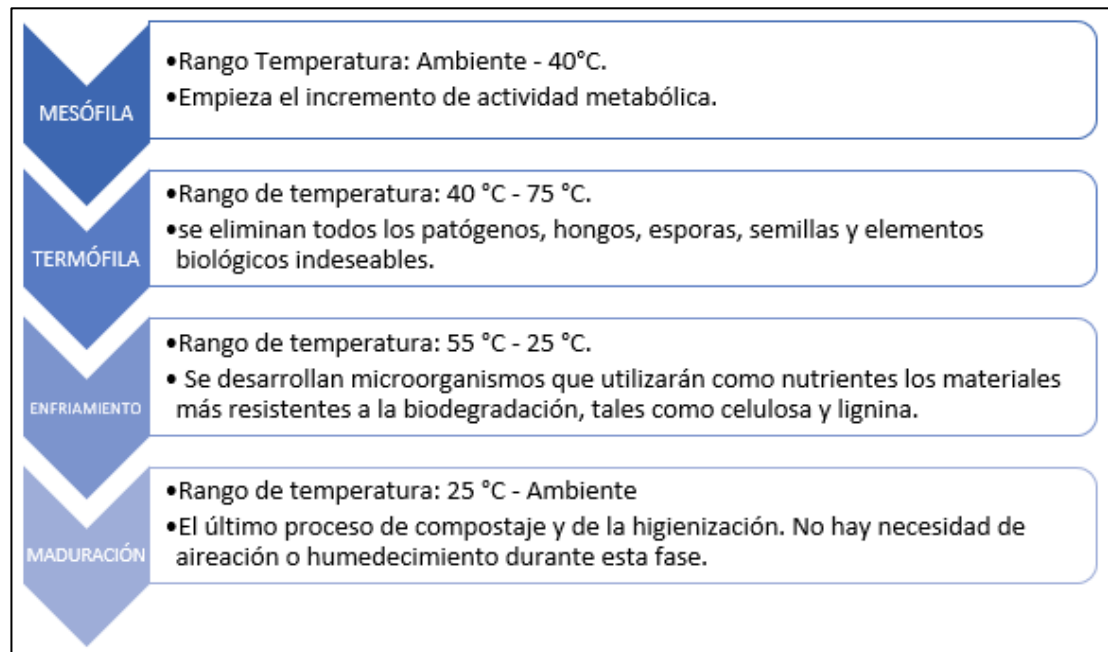 MESÓFILA
•Rango Temperatura: Ambiente - 40°C.
•Empieza el incremento de actividad metabólica.
TERMÓFILA
•Rango de temperatura: 40 °C - 75 °C.
•se eliminan todos los patógenos, hongos, esporas, semillas y elementos
biológicos indeseables.
ENFRIAMIENTO
•Rango de temperatura: 55 °C - 25 °C.
• Se desarrollan microorganismos que utilizarán como nutrientes los materiales
más resistentes a la biodegradación, tales como celulosa y lignina.
MADURACIÓN
•Rango de temperatura: 25 °C - Ambiente
•El último proceso de compostaje y de la higienización. No hay necesidad de
aireación o humedecimiento durante esta fase.